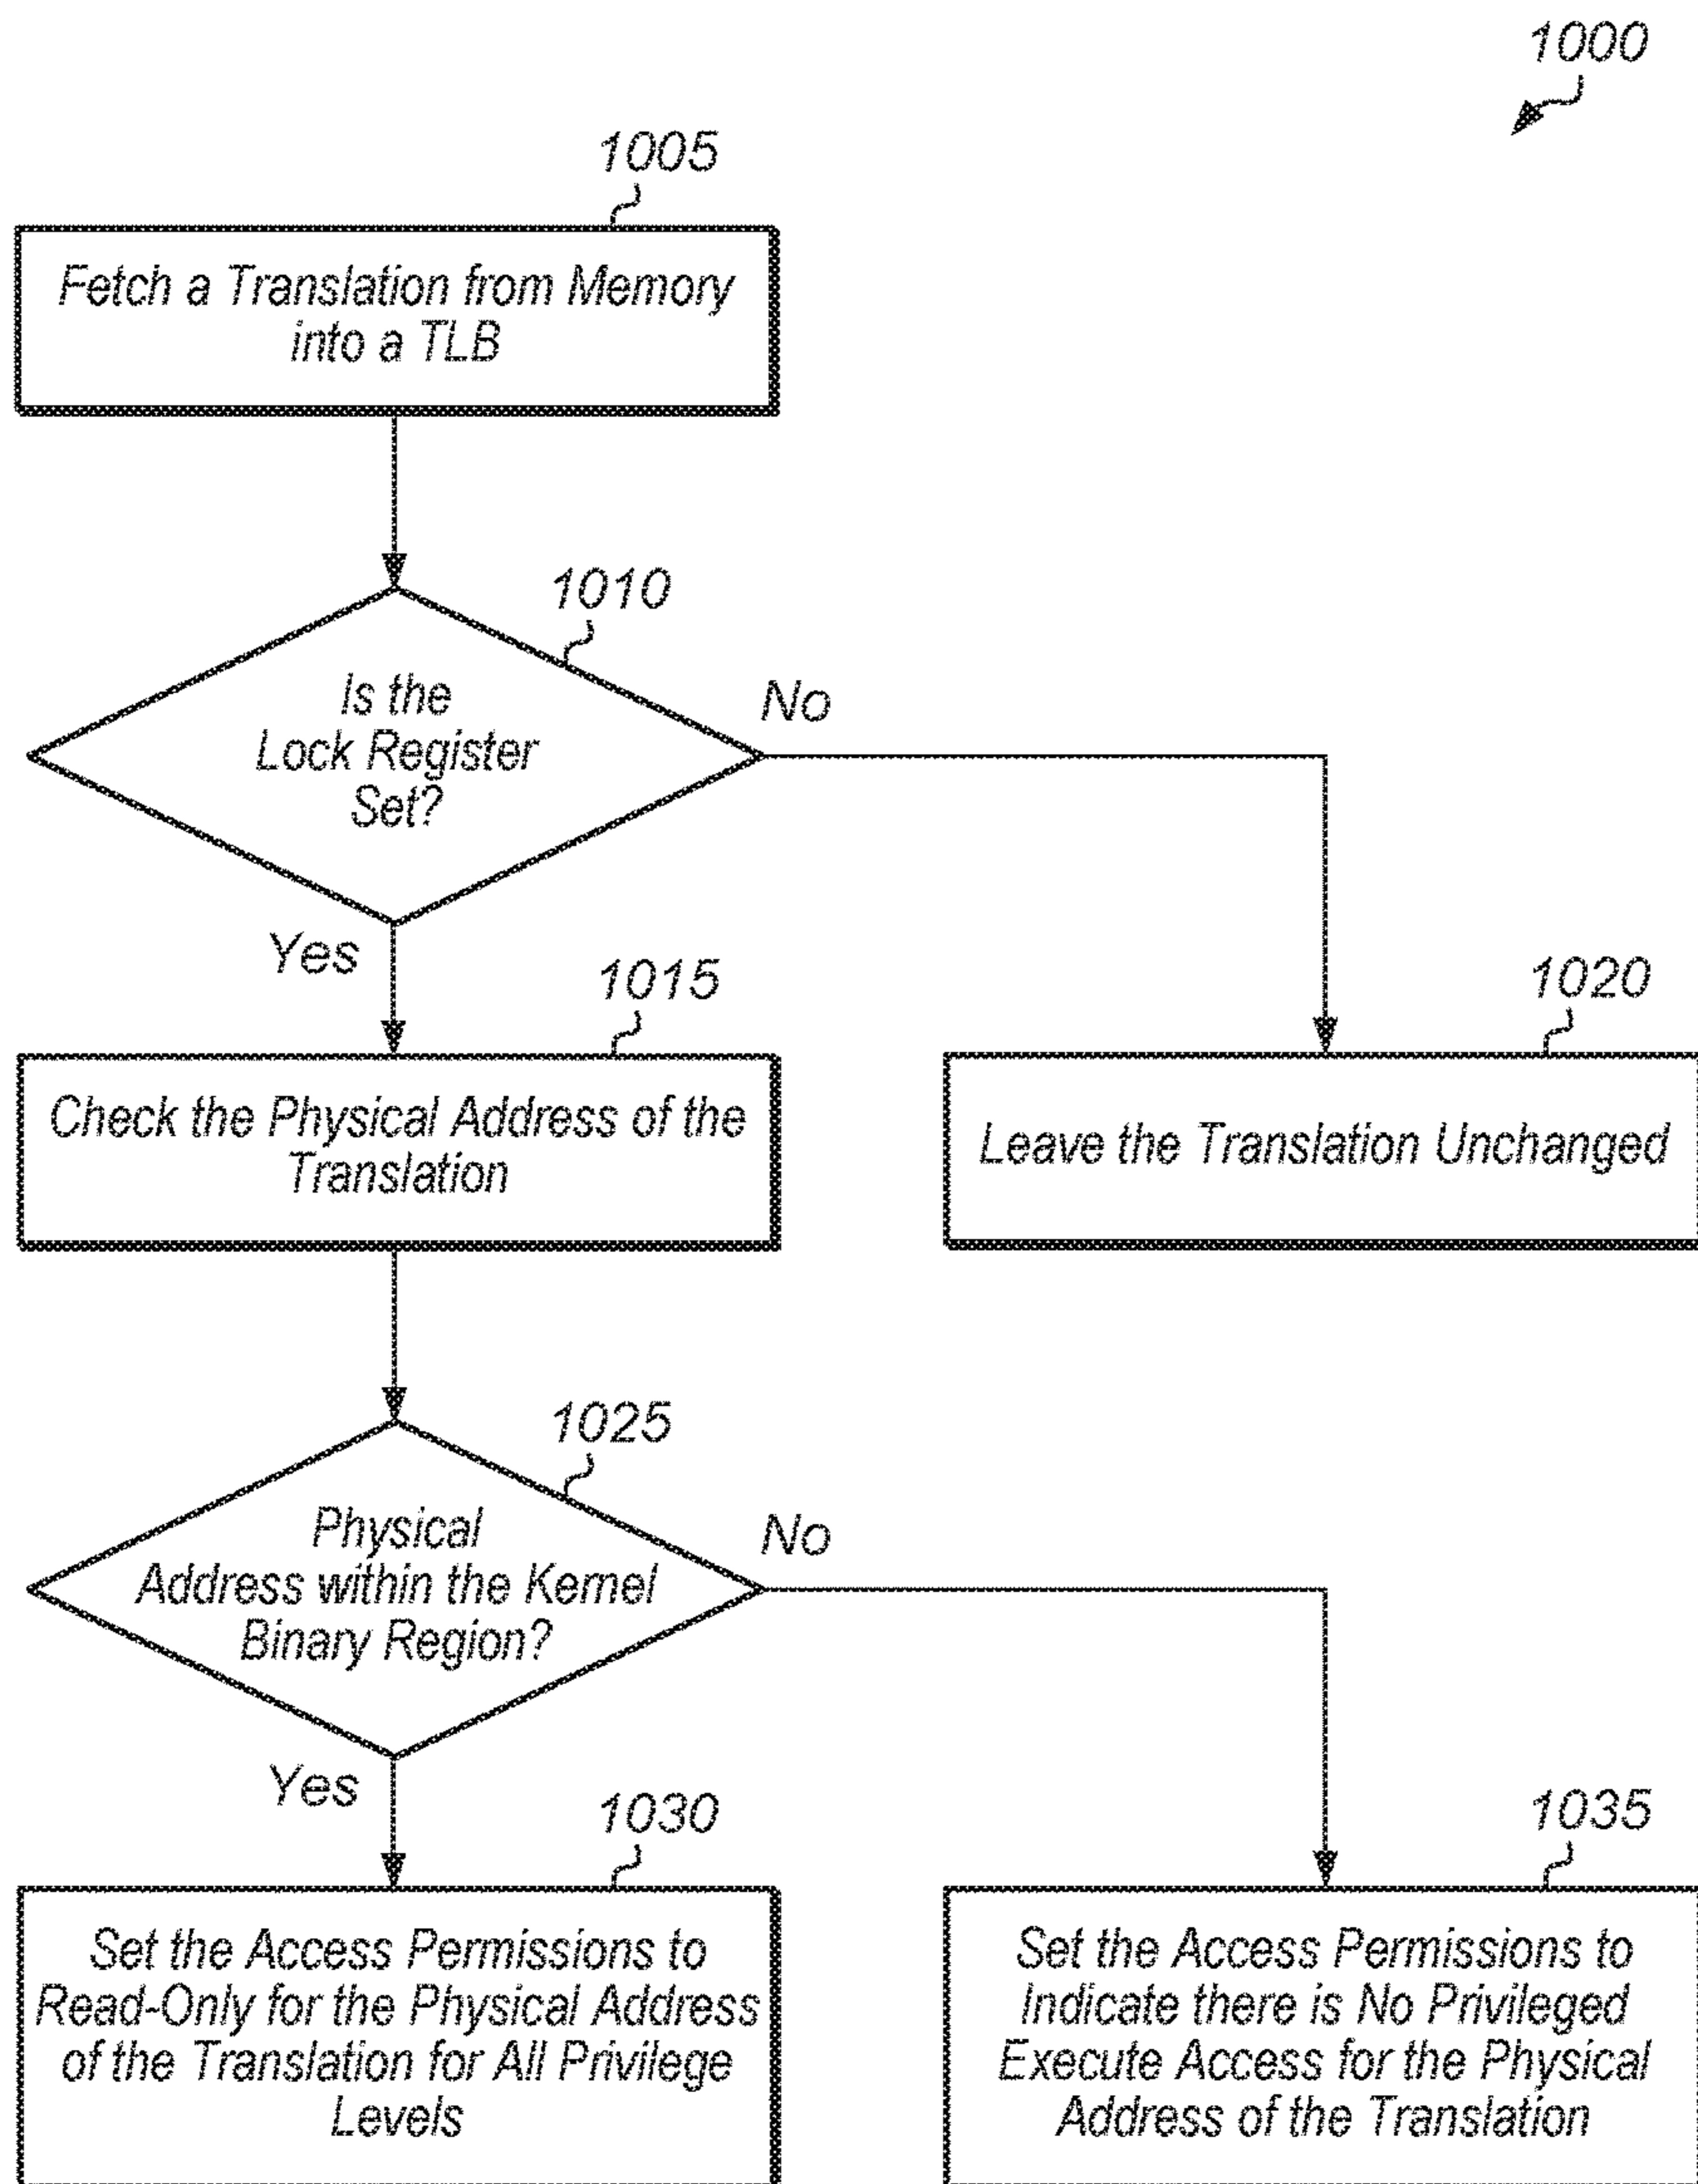 1000
1005
Fetch a Translation from Memory
into a TLB
1010
Is the
Lock Register
Set?
No
Yes
1015
Check the Physical Address of the
Translation
1020
Leave the Translation Unchanged
1025
Physical
Address within the Kernel
Binary Region?
No
Yes
1030
Set the Access Permissions to
Read-Only for the Physical Address
of the Translation for All Privilege
Levels
1035
Set the Access Permissions to
Indicate there is No Privileged
Execute Access for the Physical
Address of the Translation